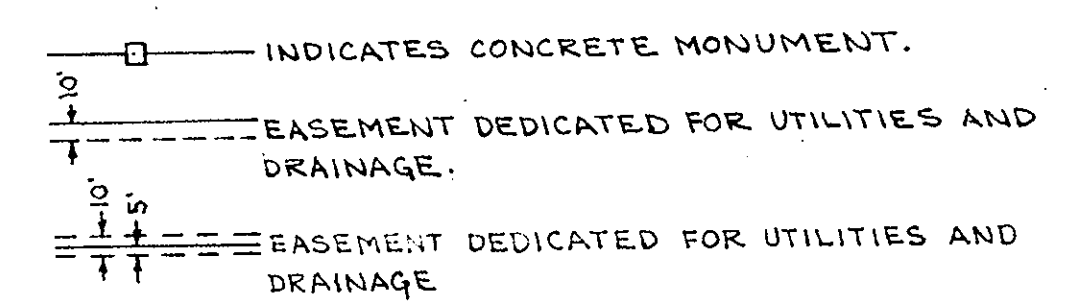 INDICATES CONCRETE MONUMENT.
10'
EASEMENT DEDICATED FOR UTILITIES AND
DRAINAGE.
10' 5'
EASEMENT DEDICATED FOR UTILITIES AND
DRAINAGE